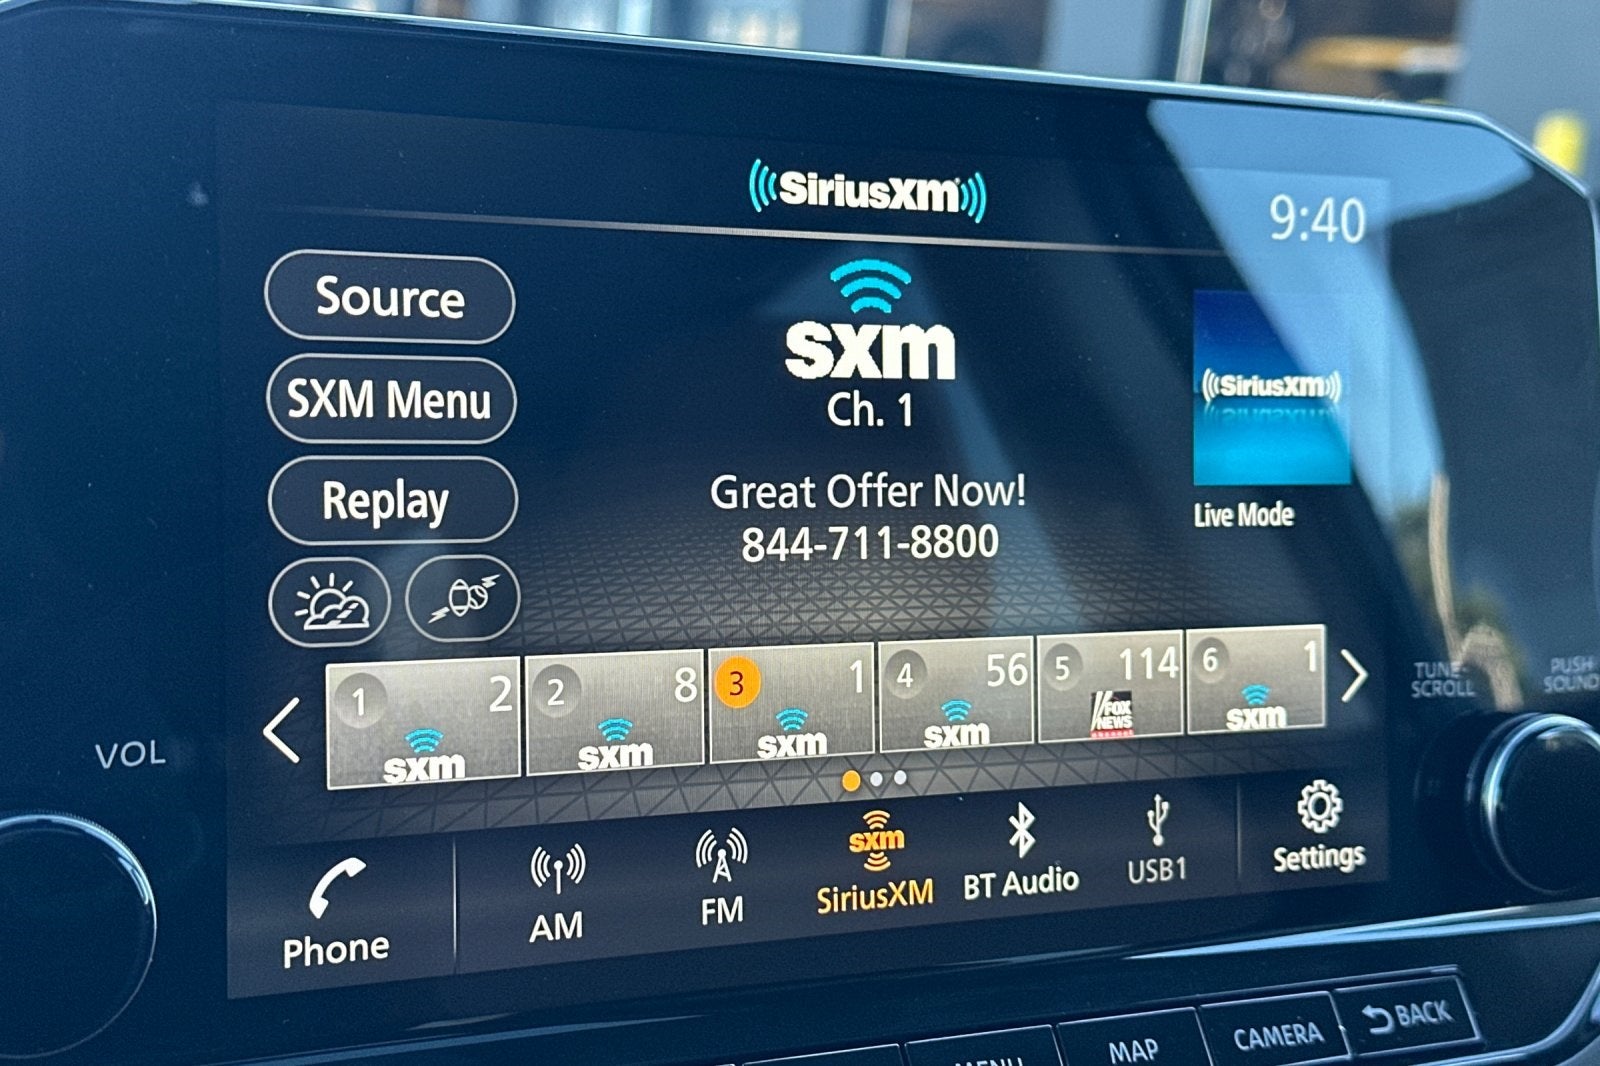 SiriusXM
9:40
Source
SXM Menu
Replay
sxm
Ch. 1
Great Offer Now!
844-711-8800
SiriusXM
Live Mode
1 2
sxm
2 8
sxm
3 1
sxm
4 56
sxm
5 114
FOX
NEWS
6 1
sxm
TUNE-
SCROLL
PUSH-
SOUND
VOL
Phone
AM
FM
sxm
SiriusXM
BT Audio
USB1
Settings
MENU
MAP
CAMERA
BACK